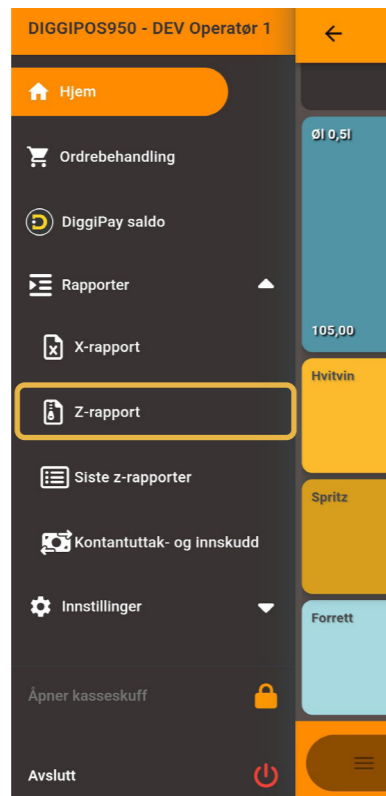 DIGGIPOS950 - DEV Operatør 1
Hjem
Ordrebehandling
DiggiPay saldo
Rapporter
X-rapport
Z-rapport
Siste z-rapporter
Kontantuttak- og innskudd
Innstillinger
Åpner kasseskuff
Avslutt
Øl 0,5l
105,00
Hvitvin
Spritz
Forrett